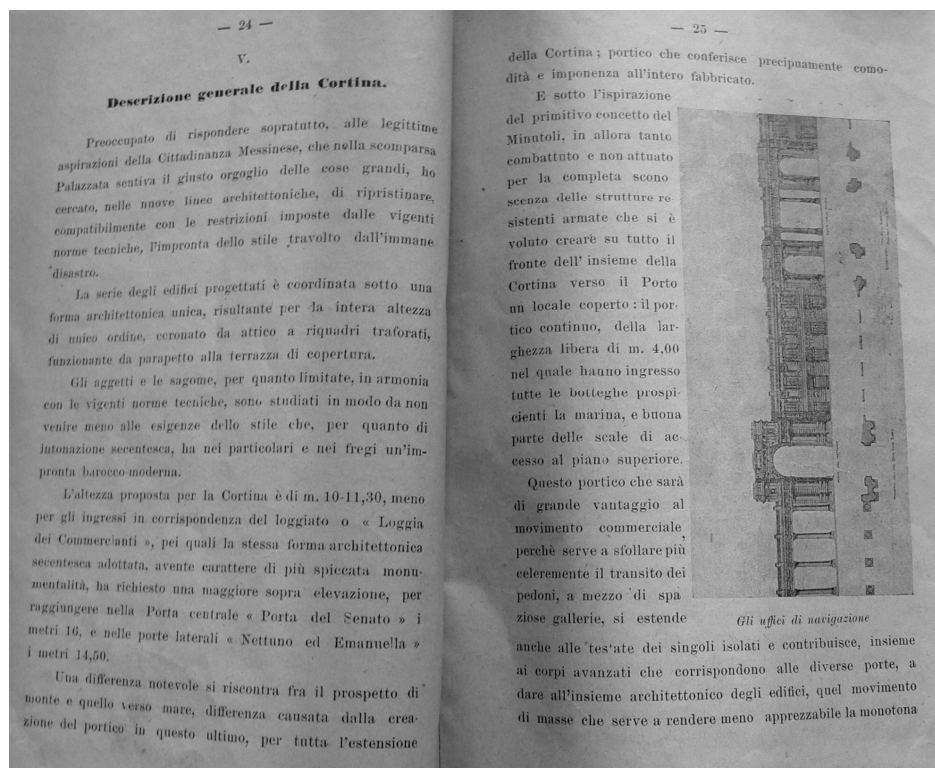 — 24 —
V.
Descrizione generale della Cortina.
Preoccupato di rispondere sopratutto, alle legittime
aspirazioni della Cittadinanza Messinese, che nella scomparsa
Palazzata sentiva il giusto orgoglio delle cose grandi, ho
cercato, nelle nuove linee architettoniche, di ripristinare,
compatibilmente con le restrizioni imposte dalle vigenti
norme tecniche, l'impronta dello stile travolto dall'immane
disastro.
La serie degli edifici progettati è coordinata sotto una
forma architettonica unica, risultante per la intera altezza
di unico ordine, coronato da attico a riquadri traforati,
funzionante da parapetto alla terrazza di copertura.
Gli aggetti e le sagome, per quanto limitate, in armonia
con le vigenti norme tecniche, sono studiati in modo da non
venire meno alle esigenze dello stile che, per quanto di
intonazione secentesca, ha nei particolari e nei fregi un'im-
pronta barocco-moderna.
L'altezza proposta per la Cortina è di m. 10-11,30, meno
per gli ingressi in corrispondenza del loggiato o « Loggia
dei Commercianti », pei quali la stessa forma architettonica
secentesca adottata, avente carattere di più spiccata monu-
mentalità, ha richiesto una maggiore sopra elevazione, per
raggiungere nella Porta centrale « Porta del Senato » i
metri 16, e nelle porte laterali « Nettuno ed Emanuella »
i metri 14,50.
Una differenza notevole si riscontra fra il prospetto di
monte e quello verso mare, differenza causata dalla crea-
zione del portico in questo ultimo, per tutta l'estensione
— 25 —
della Cortina ; portico che conferisce precipuamente como-
dità e imponenza all'intero fabbricato.
E sotto l'ispirazione
del primitivo concetto del
Minutoli, in allora tanto
combattuto e non attuato
per la completa scono
scenza delle strutture re-
sistenti armate che si è
voluto creare su tutto il
fronte dell' insieme della
Cortina verso il Porto
un locale coperto : il por-
tico continuo, della lar-
ghezza libera di m. 4,00
nel quale hanno ingresso
tutte le botteghe prospi-
cienti la marina, e buona
parte delle scale di ac-
cesso al piano superiore.
Questo portico che sarà
di grande vantaggio al
movimento commerciale
perchè serve a sfollare più
celeremente il transito dei
pedoni, a mezzo di spa
ziose gallerie, si estende
Gli uffici di navigazione
anche alle testate dei singoli isolati e contribuisce, insieme
ai corpi avanzati che corrispondono alle diverse porte, a
dare all'insieme architettonico degli edifici, quel movimento
di masse che serve a rendere meno apprezzabile la monotona